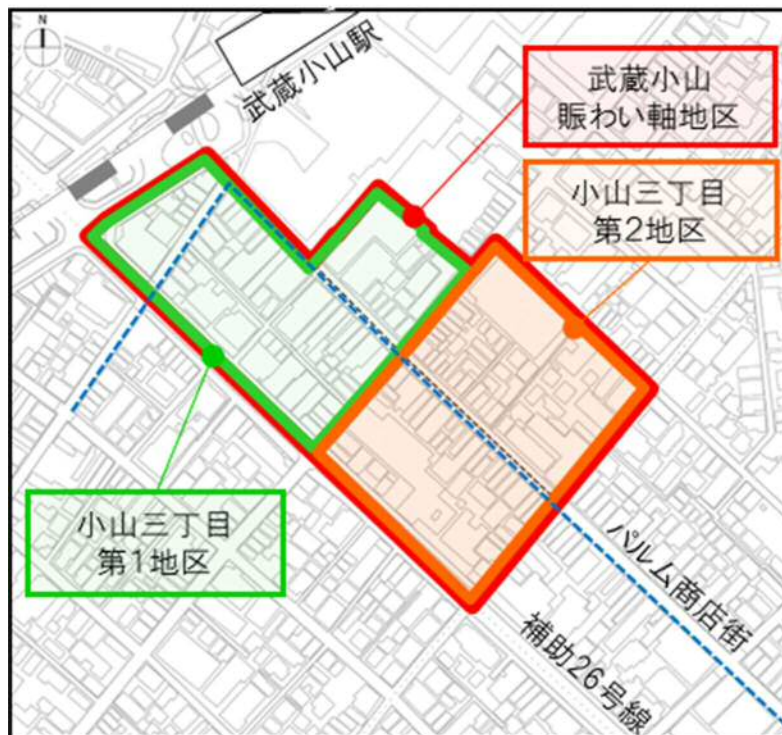 N
武蔵小山駅
武蔵小山
賑わい軸地区
小山三丁目
第2地区
小山三丁目
第1地区
パルム商店街
補助26号線